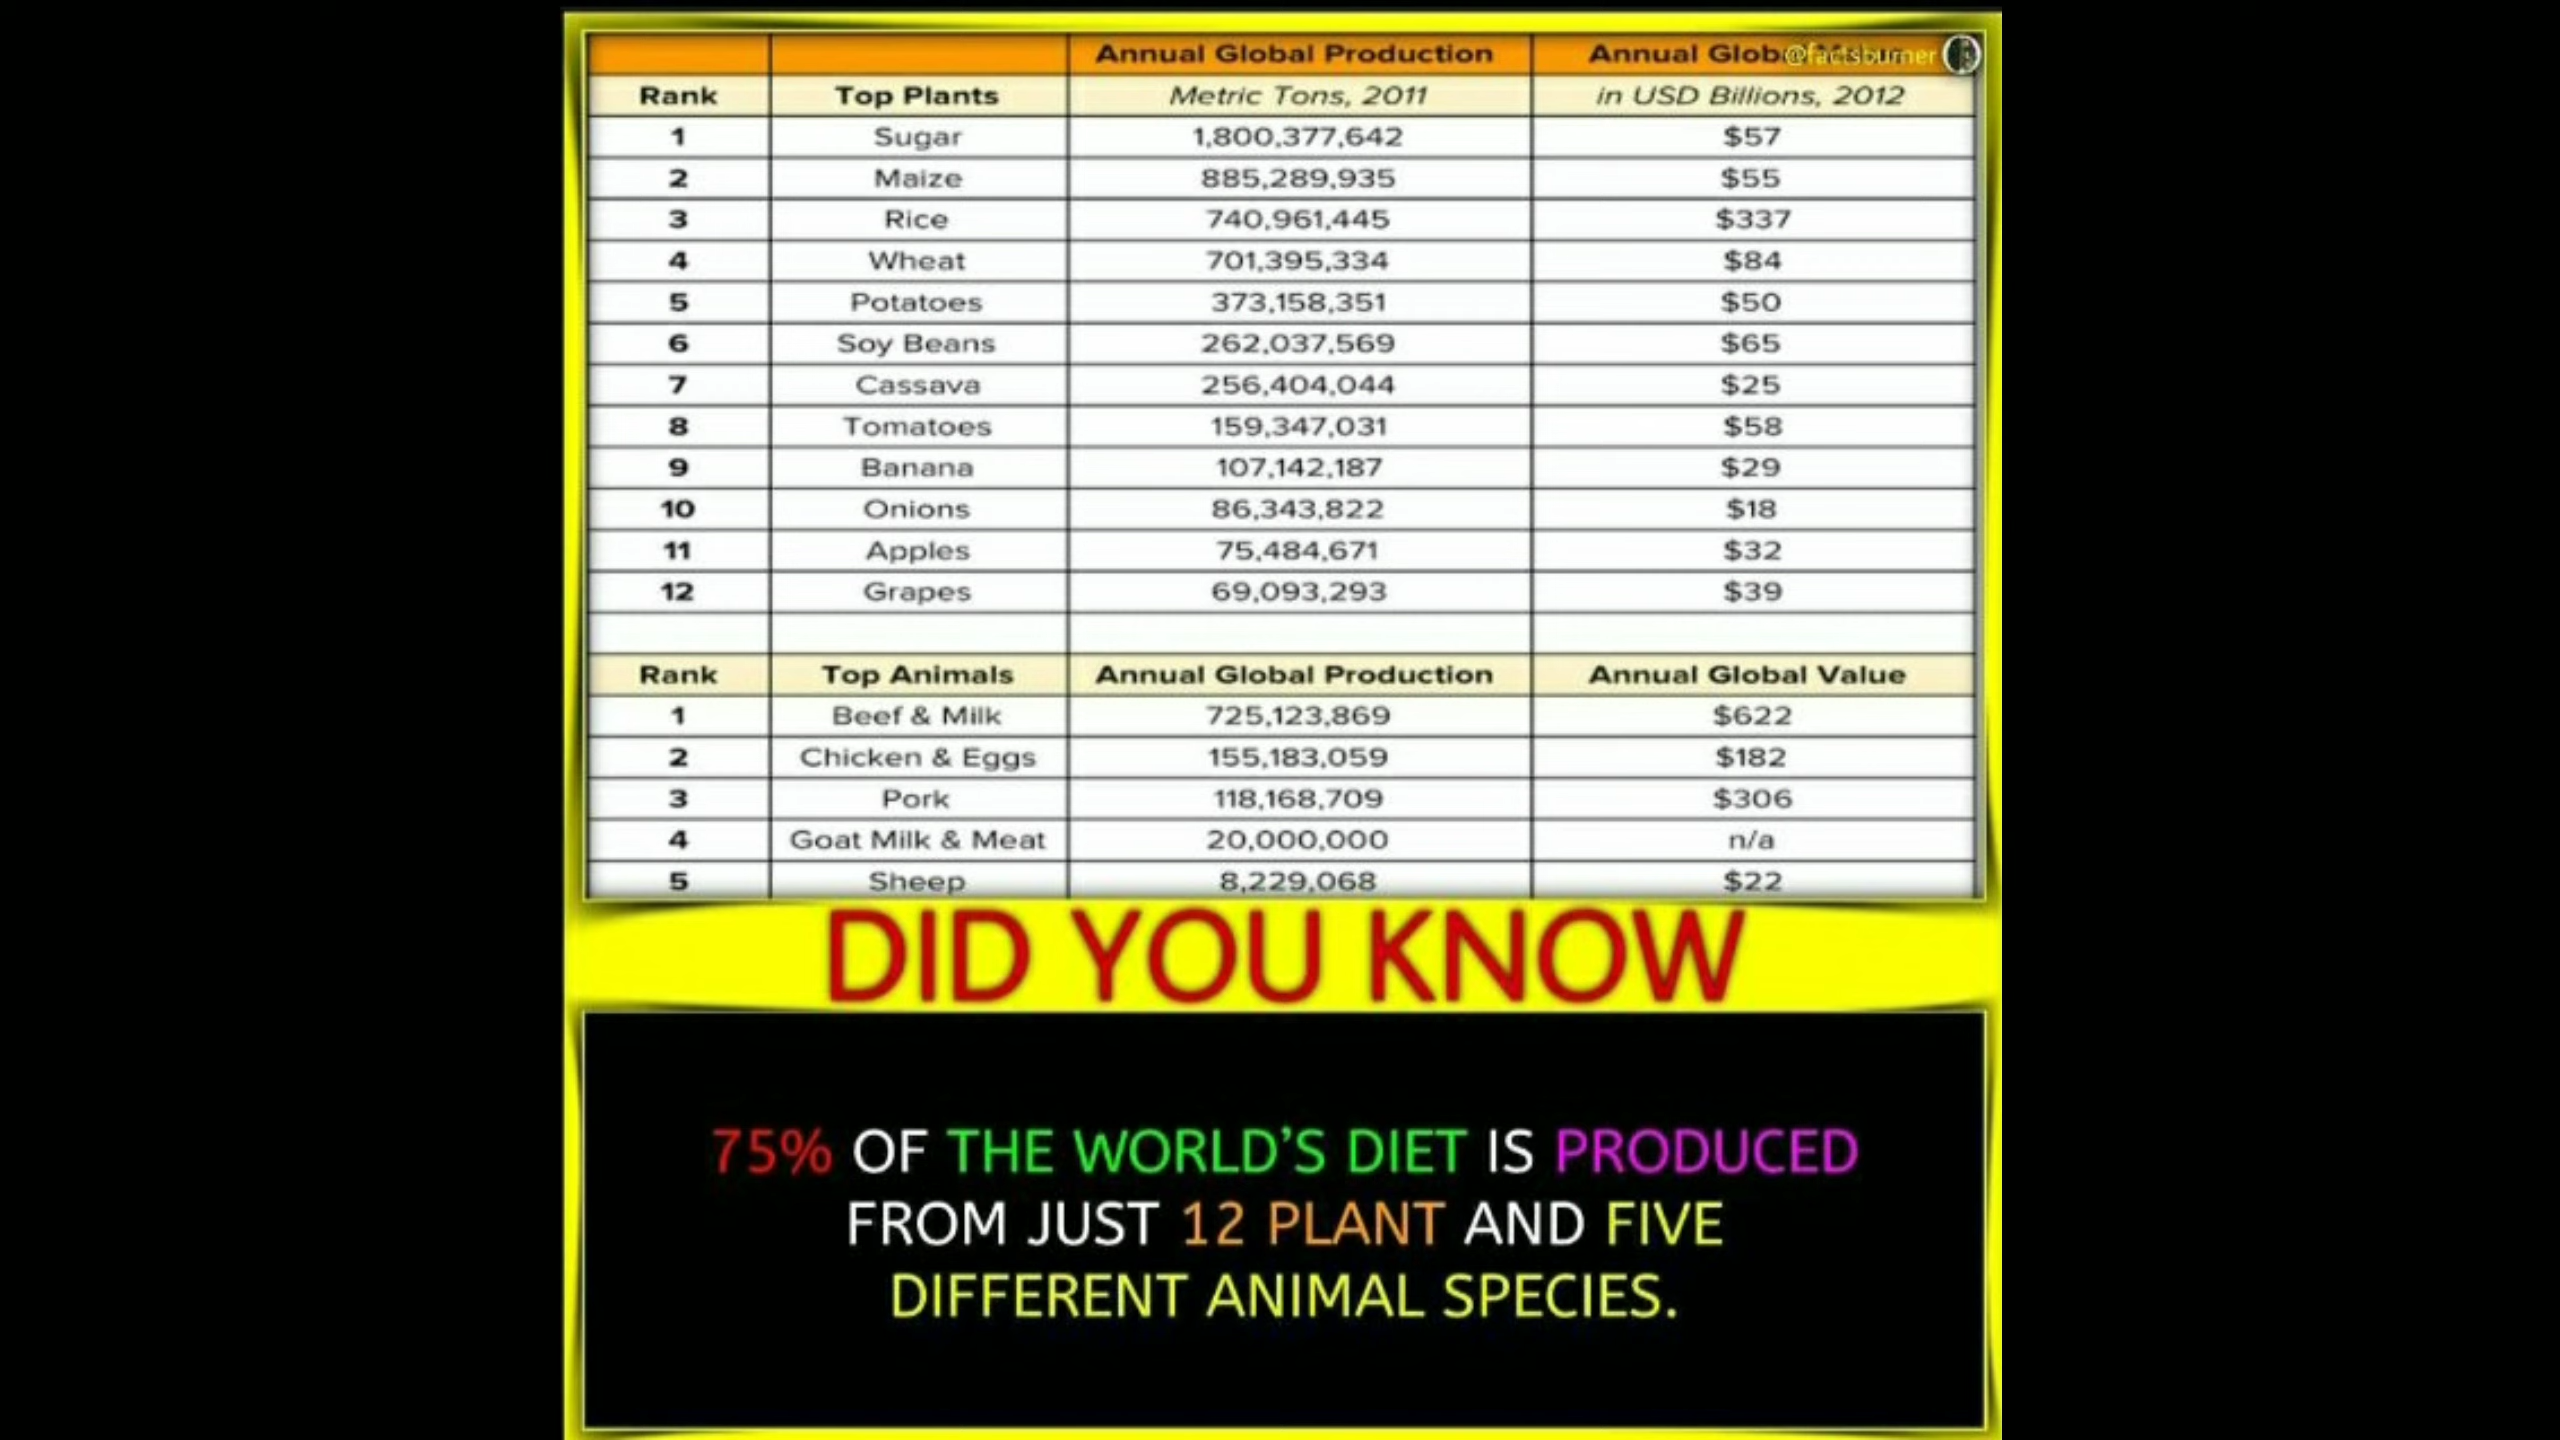 Annual Global Production Annual Glob @factsburner
Rank Top Plants Metric Tons, 2011 in USD Billions, 2012
1 Sugar 1,800,377,642 $57
2 Maize 885,289,935 $55
3 Rice 740,961,445 $337
4 Wheat 701,395,334 $84
5 Potatoes 373,158,351 $50
6 Soy Beans 262,037,569 $65
7 Cassava 256,404,044 $25
8 Tomatoes 159,347,031 $58
9 Banana 107,142,187 $29
10 Onions 86,343,822 $18
11 Apples 75,484,671 $32
12 Grapes 69,093,293 $39
Rank Top Animals Annual Global Production Annual Global Value
1 Beef & Milk 725,123,869 $622
2 Chicken & Eggs 155,183,059 $182
3 Pork 118,168,709 $306
4 Goat Milk & Meat 20,000,000 n/a
5 Sheep 8,229,068 $22
DID YOU KNOW
75% OF THE WORLD'S DIET IS PRODUCED
FROM JUST 12 PLANT AND FIVE
DIFFERENT ANIMAL SPECIES.